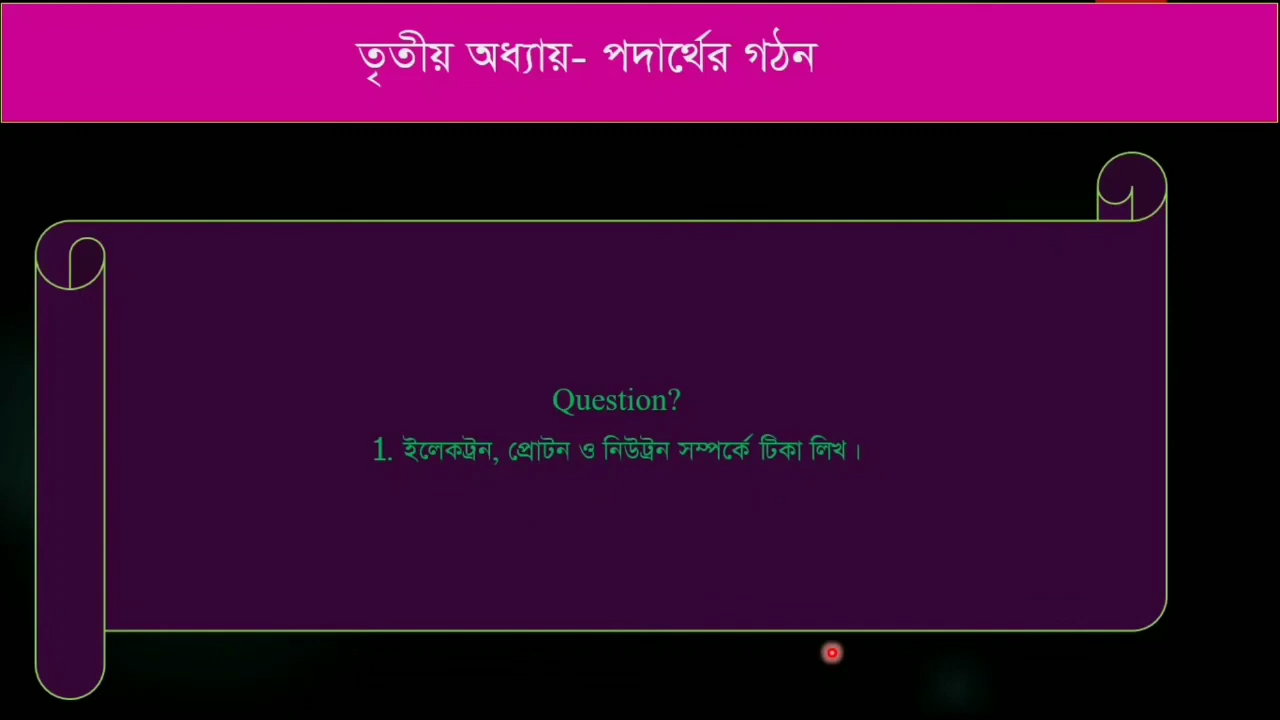 তৃতীয় অধ্যায়- পদার্থের গঠন
Question?
1. ইলেকট্রন, প্রোটন ও নিউট্রন সম্পর্কে টিকা লিখ।